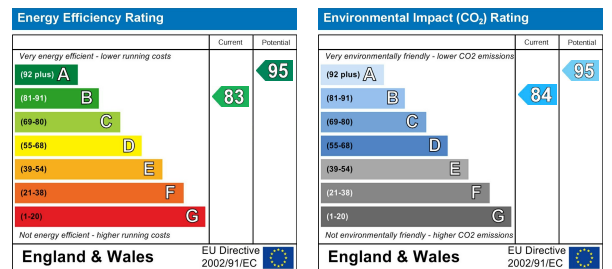 Energy Efficiency Rating
Current Potential
Very energy efficient - lower running costs
(92 plus) A
(81-91) B
(69-80) C
(55-68) D
(39-54) E
(21-38) F
(1-20) G
83
95
Not energy efficient - higher running costs
England & Wales
EU Directive
2002/91/EC
Environmental Impact (CO₂) Rating
Current Potential
Very environmentally friendly - lower CO2 emissions
(92 plus) A
(81-91) B
(69-80) C
(55-68) D
(39-54) E
(21-38) F
(1-20) G
84
95
Not environmentally friendly - higher CO2 emissions
England & Wales
EU Directive
2002/91/EC